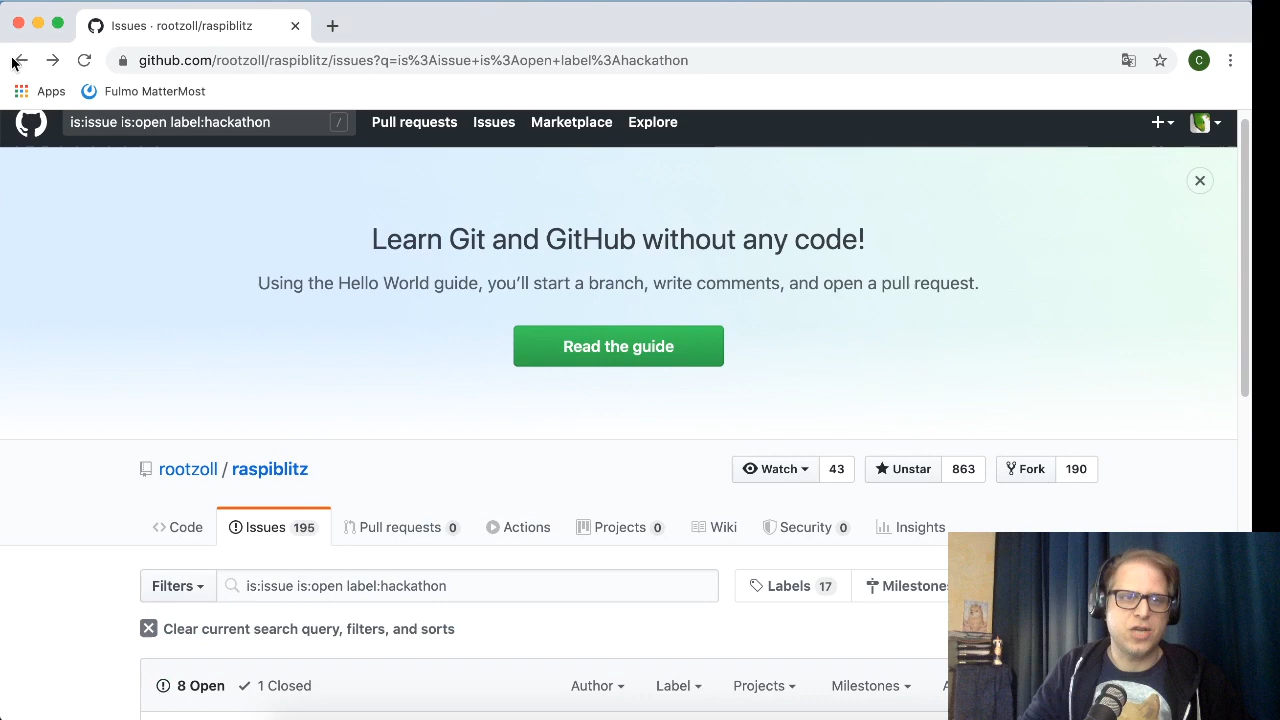 Issues · rootzoll/raspiblitz
github.com/rootzoll/raspiblitz/issues?q=is%3Aissue+is%3Aopen+label%3Ahackathon
C
Apps Fulmo MatterMost
is:issue is:open label:hackathon / Pull requests Issues Marketplace Explore
Learn Git and GitHub without any code!
Using the Hello World guide, you'll start a branch, write comments, and open a pull request.
Read the guide
rootzoll / raspiblitz Watch 43 Unstar 863 Fork 190
Code Issues 195 Pull requests 0 Actions Projects 0 Wiki Security 0 Insights
Filters is:issue is:open label:hackathon Labels 17 Milestones
Clear current search query, filters, and sorts
8 Open 1 Closed Author Label Projects Milestones